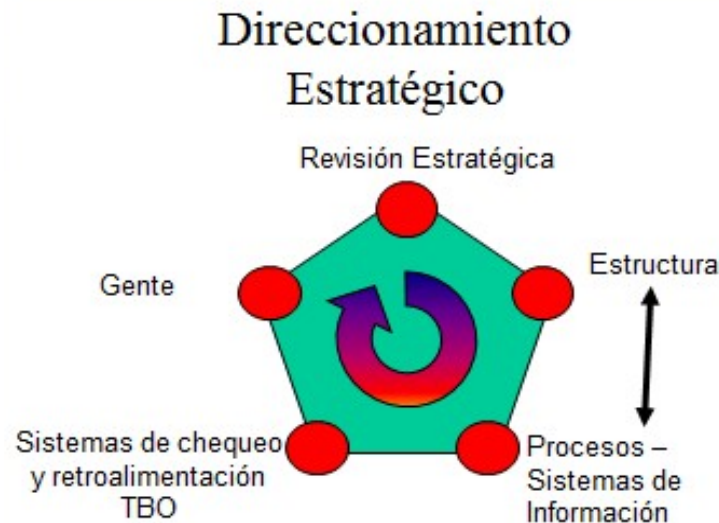 Direccionamiento
Estratégico
Revisión Estratégica
Estructura
Gente
Sistemas de chequeo
y retroalimentación
TBO
Procesos –
Sistemas de
Información